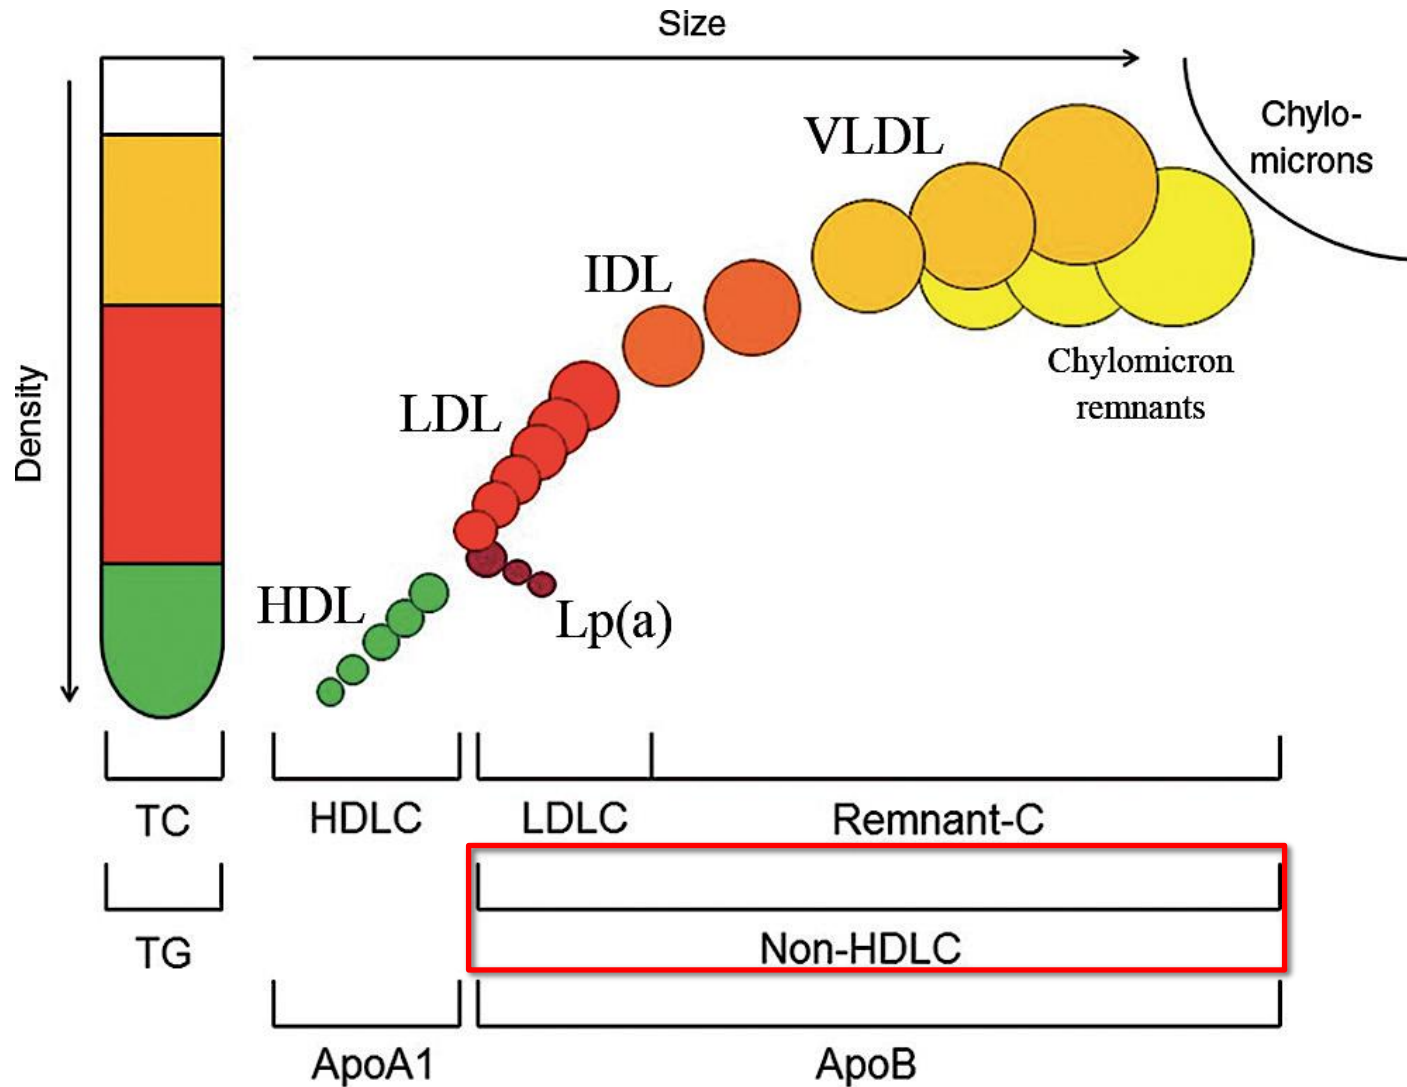 Size
Chylo-
microns
VLDL
IDL
Chylomicron
remnants
LDL
Density
HDL
Lp(a)
TC
HDLC
LDLC
Remnant-C
TG
Non-HDLC
ApoA1
ApoB